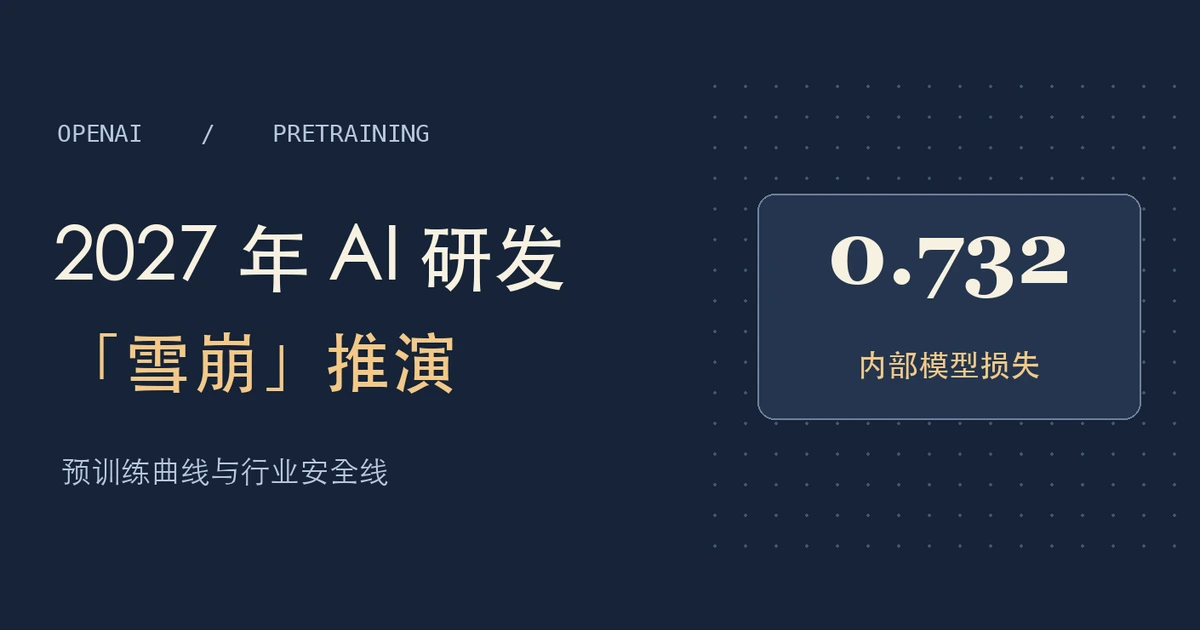 OPENAI / PRETRAINING
2027 年 AI 研发
「雪崩」推演
预训练曲线与行业安全线
0.732
内部模型损失